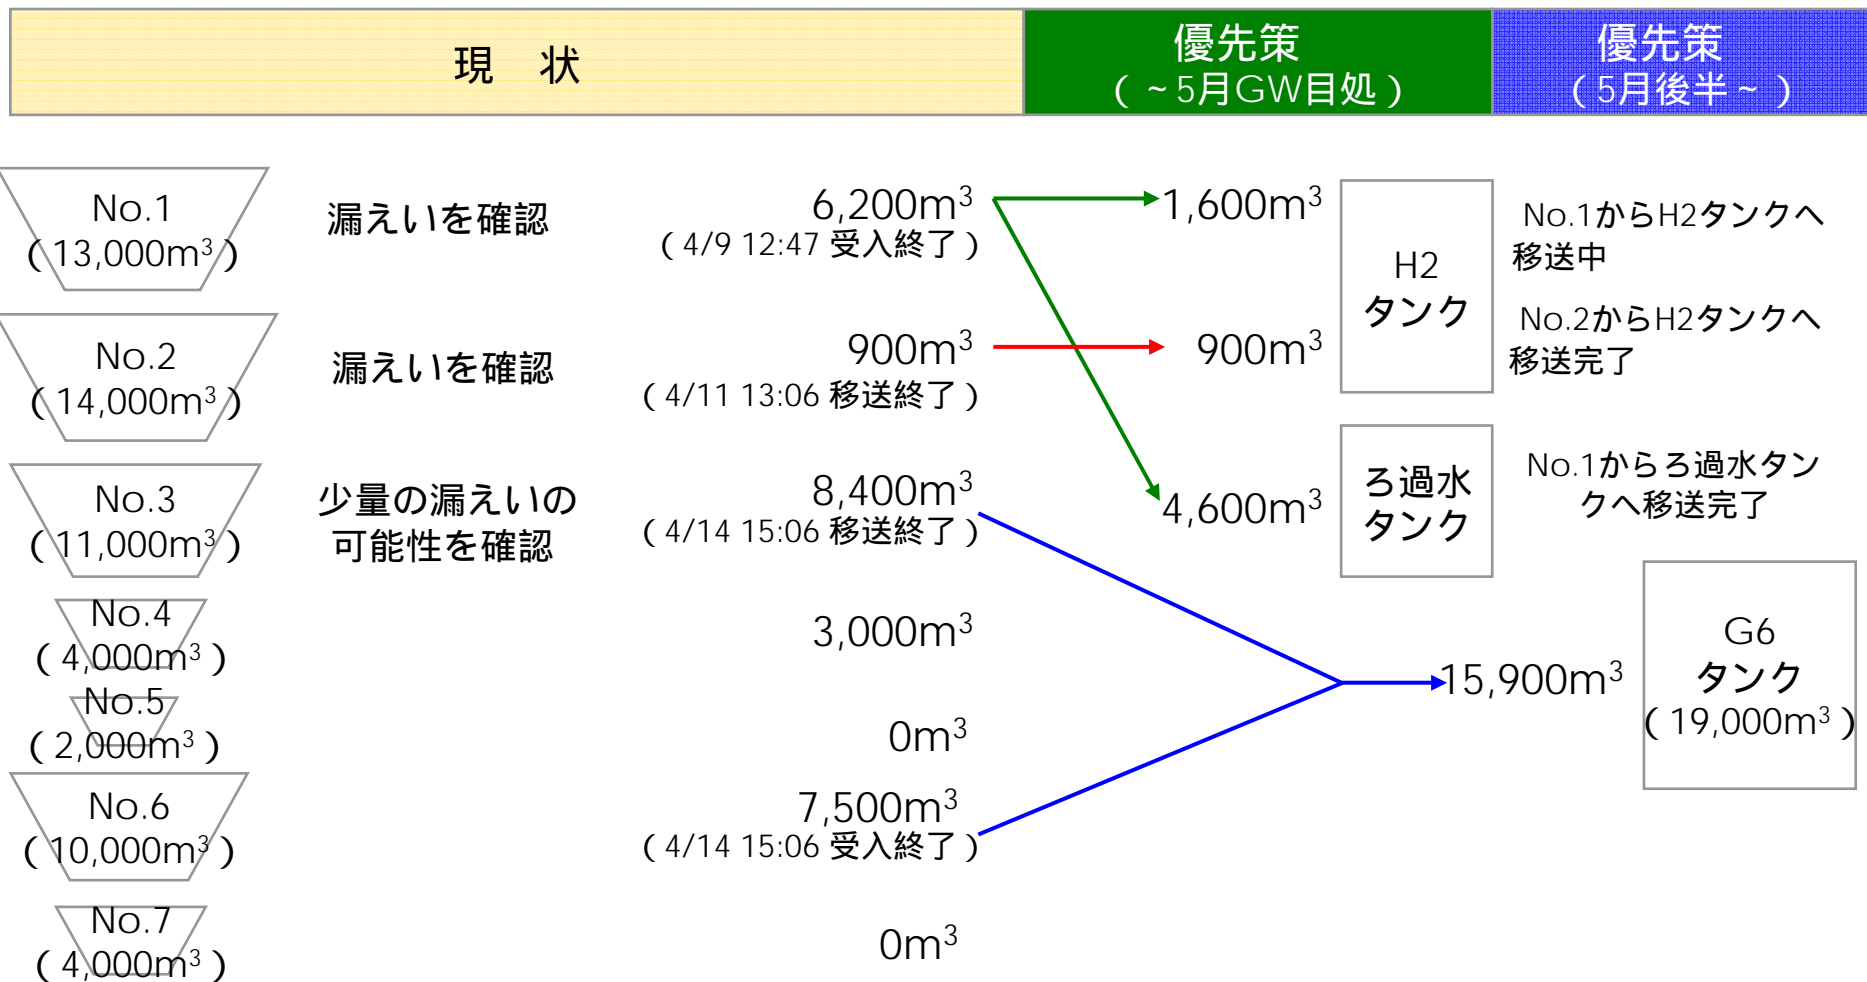 現 状
優先策
(~5月GW目処)
優先策
(5月後半~)
No.1
(13,000m³)
漏えいを確認
6,200m³
(4/9 12:47 受入終了)
1,600m³
H2
タンク
No.1からH2タンクへ
移送中
No.2
(14,000m³)
漏えいを確認
900m³
(4/11 13:06 移送終了)
900m³
No.2からH2タンクへ
移送完了
No.3
(11,000m³)
少量の漏えいの
可能性を確認
8,400m³
(4/14 15:06 移送終了)
4,600m³
ろ過水
タンク
No.1からろ過水タン
クへ移送完了
No.4
(4,000m³)
3,000m³
15,900m³
G6
タンク
(19,000m³)
No.5
(2,000m³)
0m³
No.6
(10,000m³)
7,500m³
(4/14 15:06 受入終了)
No.7
(4,000m³)
0m³